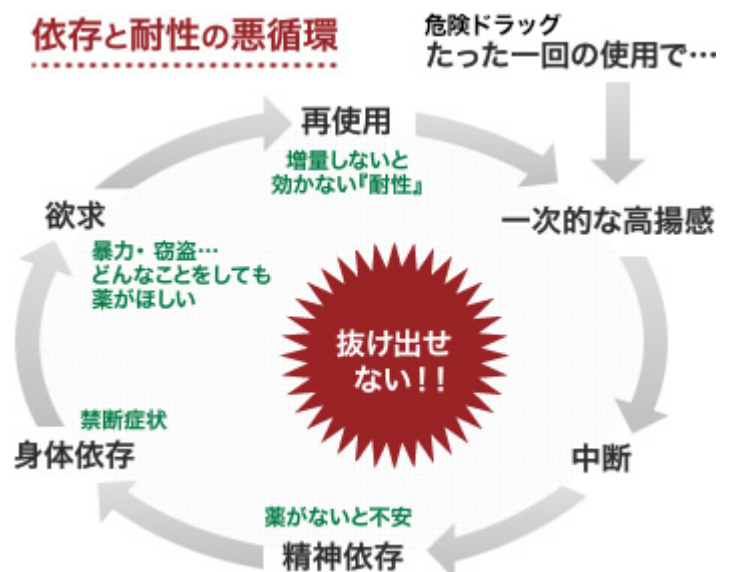 依存と耐性の悪循環
危険ドラッグ
たった一回の使用で…
再使用
増量しないと
効かない『耐性』
一次的な高揚感
中断
薬がないと不安
精神依存
禁断症状
身体依存
欲求
暴力・窃盗…
どんなことをしても
薬がほしい
抜け出せ
ない!!